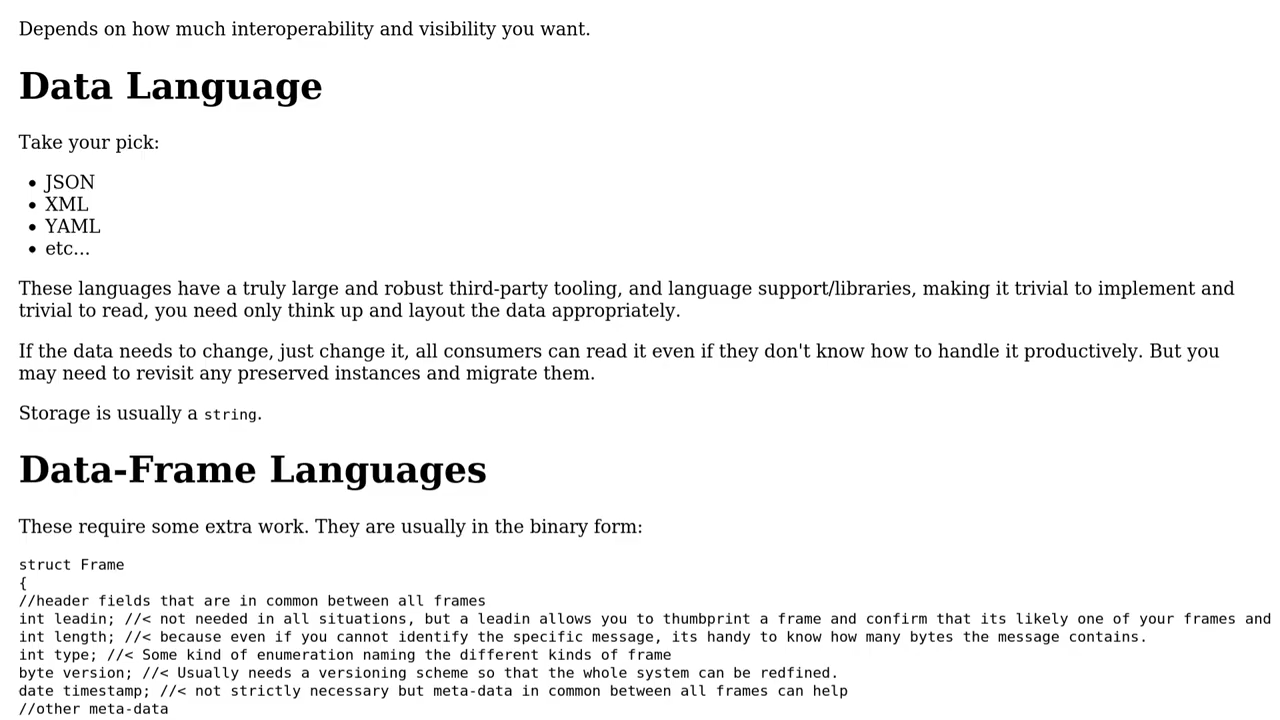 Depends on how much interoperability and visibility you want.
Data Language
Take your pick:
• JSON
• XML
• YAML
• etc...
These languages have a truly large and robust third-party tooling, and language support/libraries, making it trivial to implement and
trivial to read, you need only think up and layout the data appropriately.
If the data needs to change, just change it, all consumers can read it even if they don't know how to handle it productively. But you
may need to revisit any preserved instances and migrate them.
Storage is usually a string.
Data-Frame Languages
These require some extra work. They are usually in the binary form:
struct Frame
{
//header fields that are in common between all frames
int leadin; //< not needed in all situations, but a leadin allows you to thumbprint a frame and confirm that its likely one of your frames and
int length; //< because even if you cannot identify the specific message, its handy to know how many bytes the message contains.
int type; //< Some kind of enumeration naming the different kinds of frame
byte version; //< Usually needs a versioning scheme so that the whole system can be redfined.
date timestamp; //< not strictly necessary but meta-data in common between all frames can help
//other meta-data